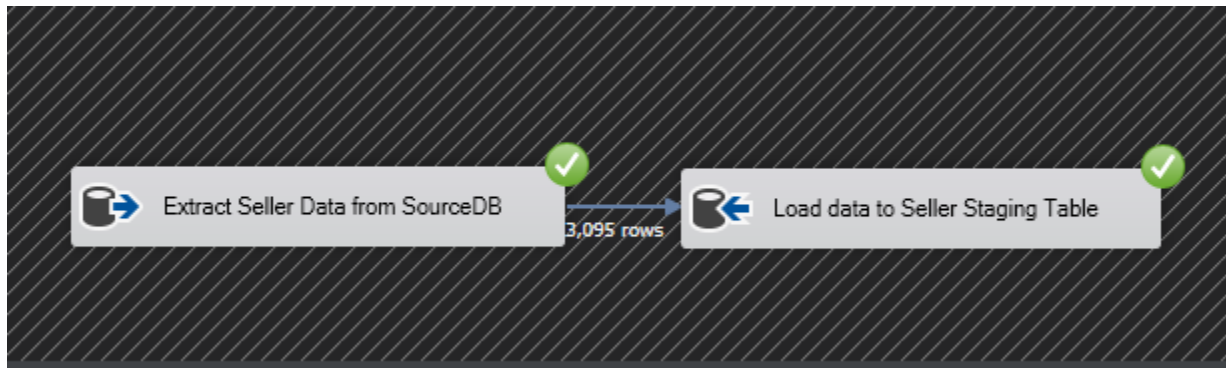 Extract Seller Data from SourceDB
3,095 rows
Load data to Seller Staging Table